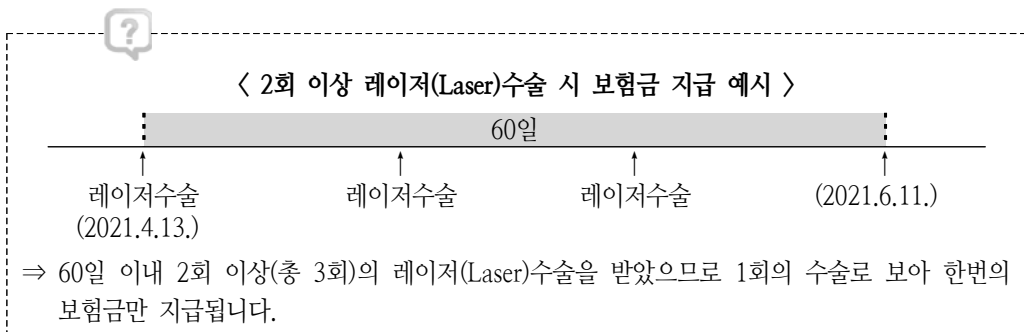 ?
〈 2회 이상 레이저(Laser)수술 시 보험금 지급 예시 〉
60일
레이저수술 레이저수술 레이저수술 (2021.6.11.)
(2021.4.13.)
⇒ 60일 이내 2회 이상(총 3회)의 레이저(Laser)수술을 받았으므로 1회의 수술로 보아 한번의
보험금만 지급됩니다.